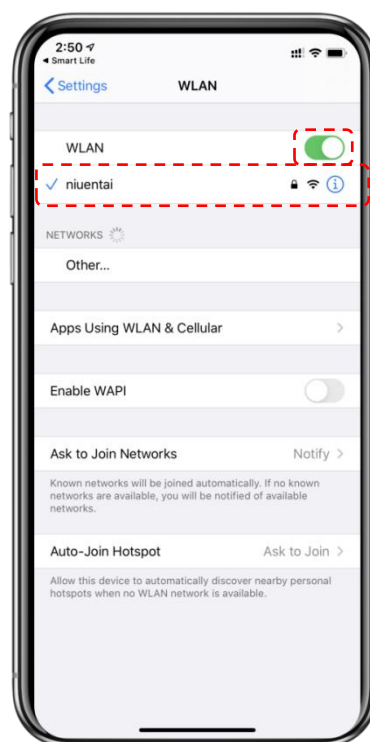 2:50
Smart Life
Settings
WLAN
WLAN
niuentai
NETWORKS
Other...
Apps Using WLAN & Cellular
Enable WAPI
Ask to Join Networks
Notify
Known networks will be joined automatically. If no known
networks are available, you will be notified of available
networks.
Auto-Join Hotspot
Ask to Join
Allow this device to automatically discover nearby personal
hotspots when no WLAN network is available.